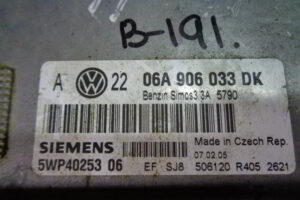 B-191.
A 22 06A 906 033 DK
Benzin Simos3.3A 5790
SIEMENS
Made in Czech Rep.
07.02.05
5WP40253 06 EF SJ8 506120 R405 2621